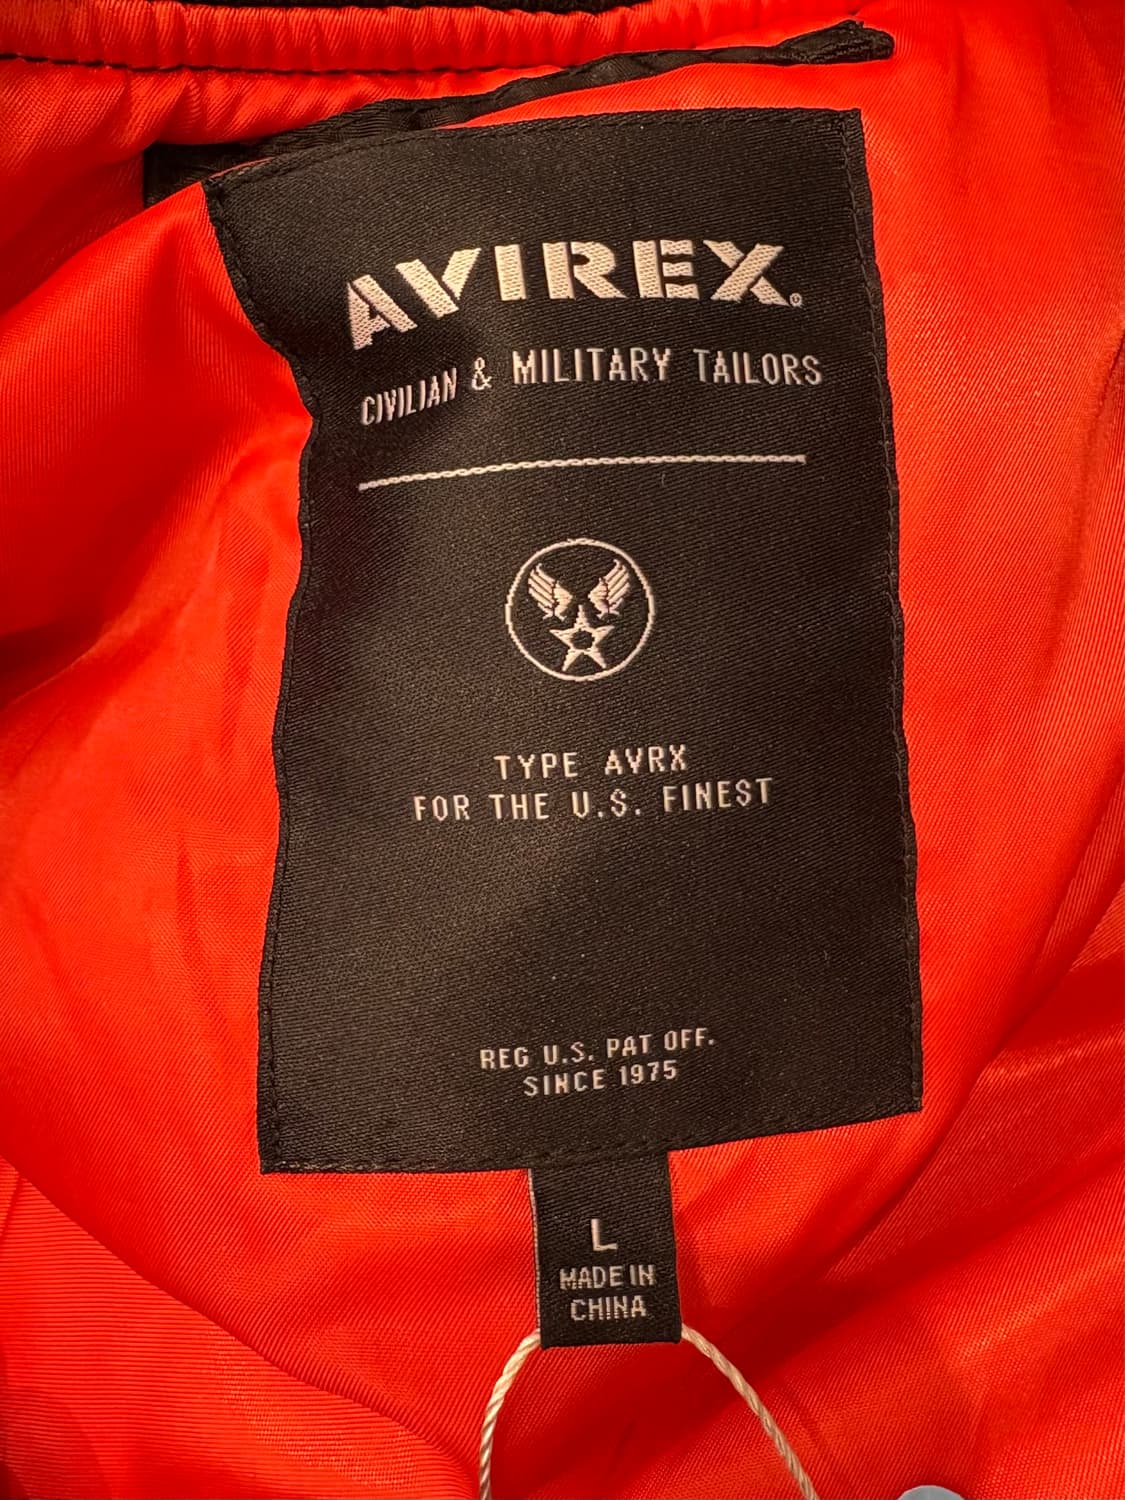 AVIREX®
CIVILIAN & MILITARY TAILORS
TYPE AVRX
FOR THE U.S. FINEST
REG U.S. PAT OFF.
SINCE 1975
L
MADE IN
CHINA